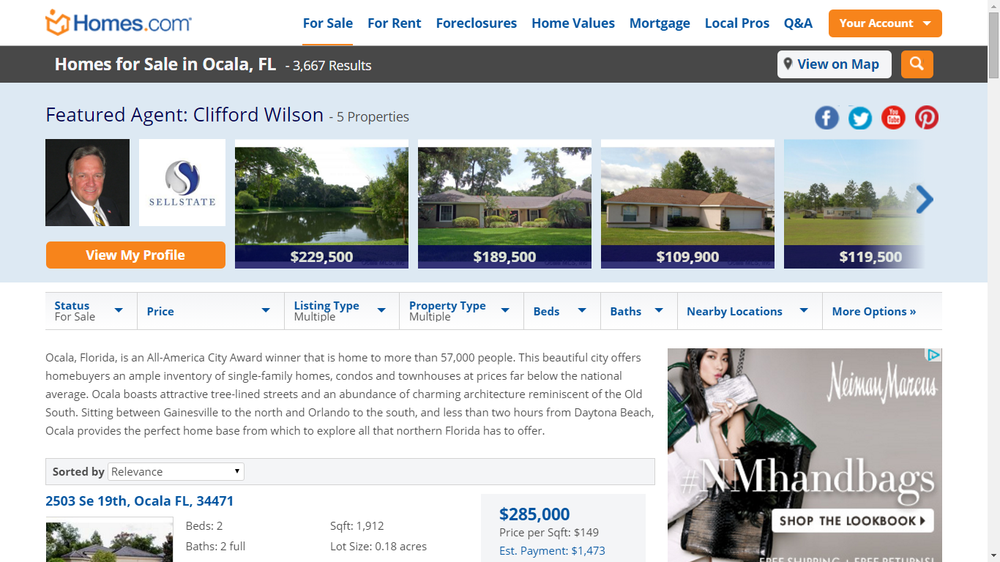 Homes.com
For Sale For Rent Foreclosures Home Values Mortgage Local Pros Q&A Your Account
Homes for Sale in Ocala, FL - 3,667 Results
View on Map
Featured Agent: Clifford Wilson - 5 Properties
You Tube
SELLSTATE
View My Profile
$229,500
$189,500
$109,900
$119,500
Status
For Sale
Price
Listing Type
Multiple
Property Type
Multiple
Beds
Baths
Nearby Locations
More Options »
Ocala, Florida, is an All-America City Award winner that is home to more than 57,000 people. This beautiful city offers
homebuyers an ample inventory of single-family homes, condos and townhouses at prices far below the national
average. Ocala boasts attractive tree-lined streets and an abundance of charming architecture reminiscent of the Old
South. Sitting between Gainesville to the north and Orlando to the south, and less than two hours from Daytona Beach,
Ocala provides the perfect home base from which to explore all that northern Florida has to offer.
Sorted by Relevance
2503 Se 19th, Ocala FL, 34471
Beds: 2
Sqft: 1,912
Baths: 2 full
Lot Size: 0.18 acres
$285,000
Price per Sqft: $149
Est. Payment: $1,473
Neiman Marcus
#NMhandbags
SHOP THE LOOKBOOK
FREE SHIPPING + FREE RETURNS!